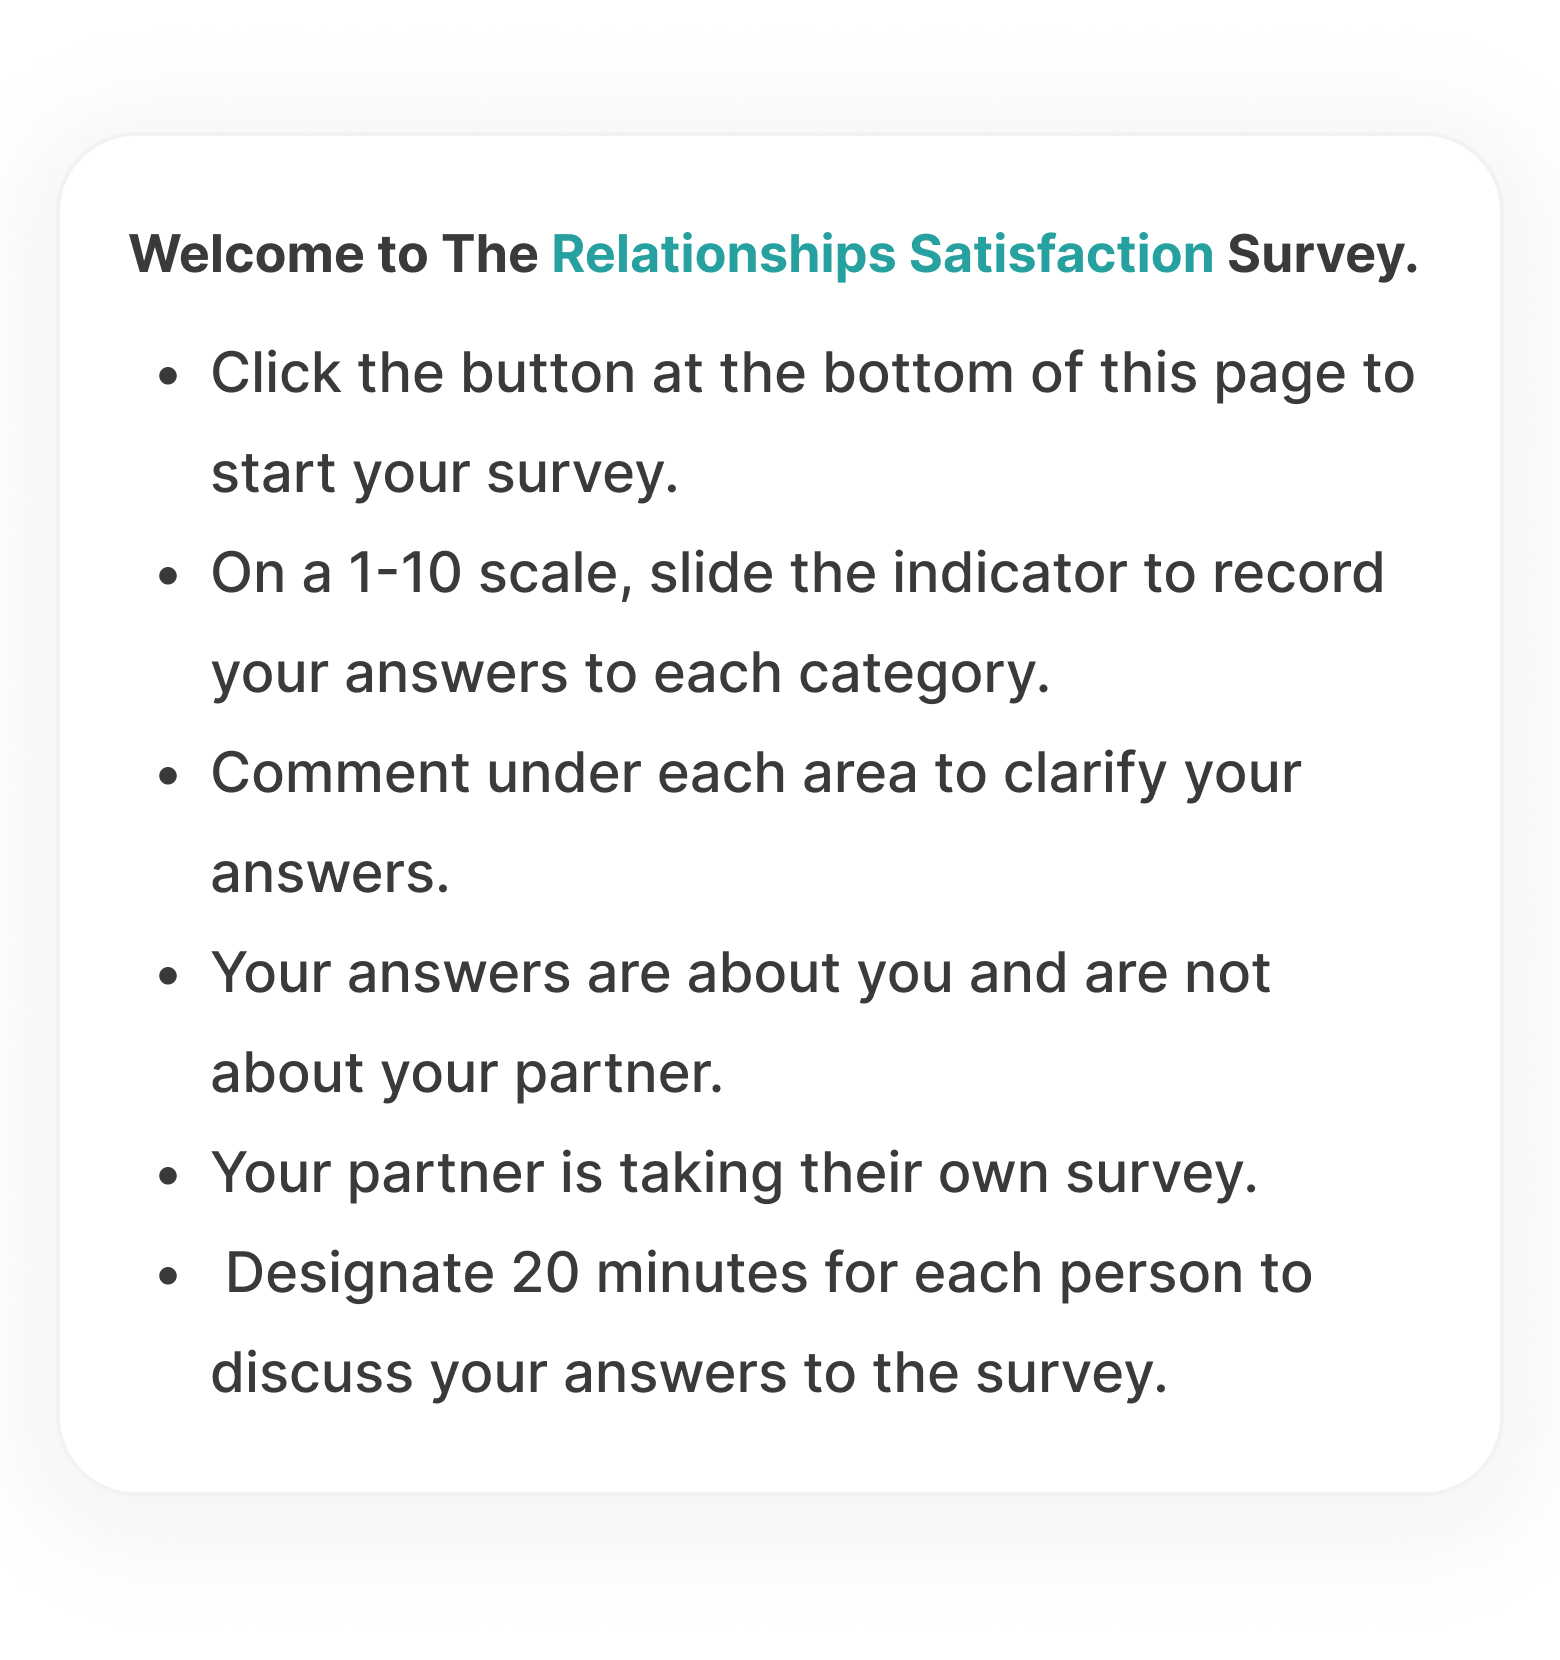 Welcome to The Relationships Satisfaction Survey.
• Click the button at the bottom of this page to
start your survey.
• On a 1-10 scale, slide the indicator to record
your answers to each category.
• Comment under each area to clarify your
answers.
• Your answers are about you and are not
about your partner.
• Your partner is taking their own survey.
• Designate 20 minutes for each person to
discuss your answers to the survey.